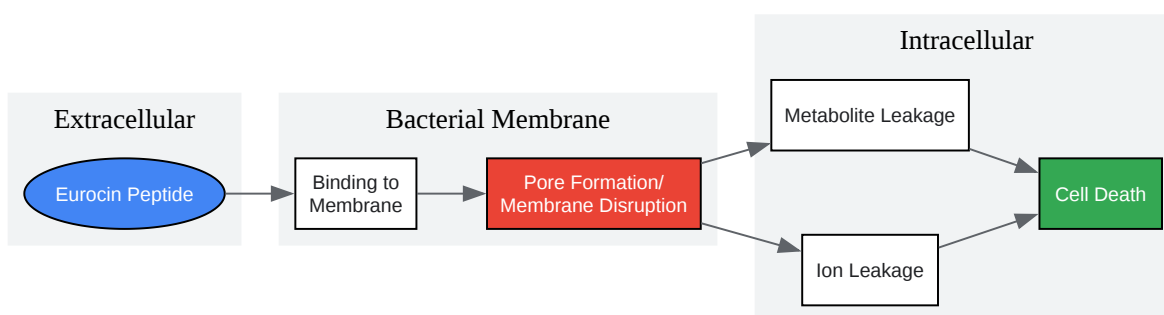 Extracellular
Eurocin Peptide
Bacterial Membrane
Binding to
Membrane
Pore Formation/
Membrane Disruption
Intracellular
Metabolite Leakage
Ion Leakage
Cell Death